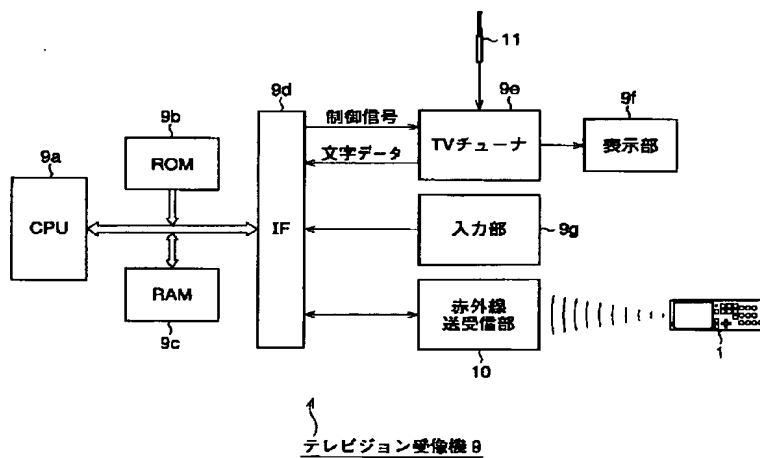 11
9d
9e
9f
制御信号
9b
TVチューナ
表示部
9a
ROM
文字データ
CPU
IF
入力部
9g
RAM
赤外線
送受信部
9c
10
1
テレビジョン受像機9